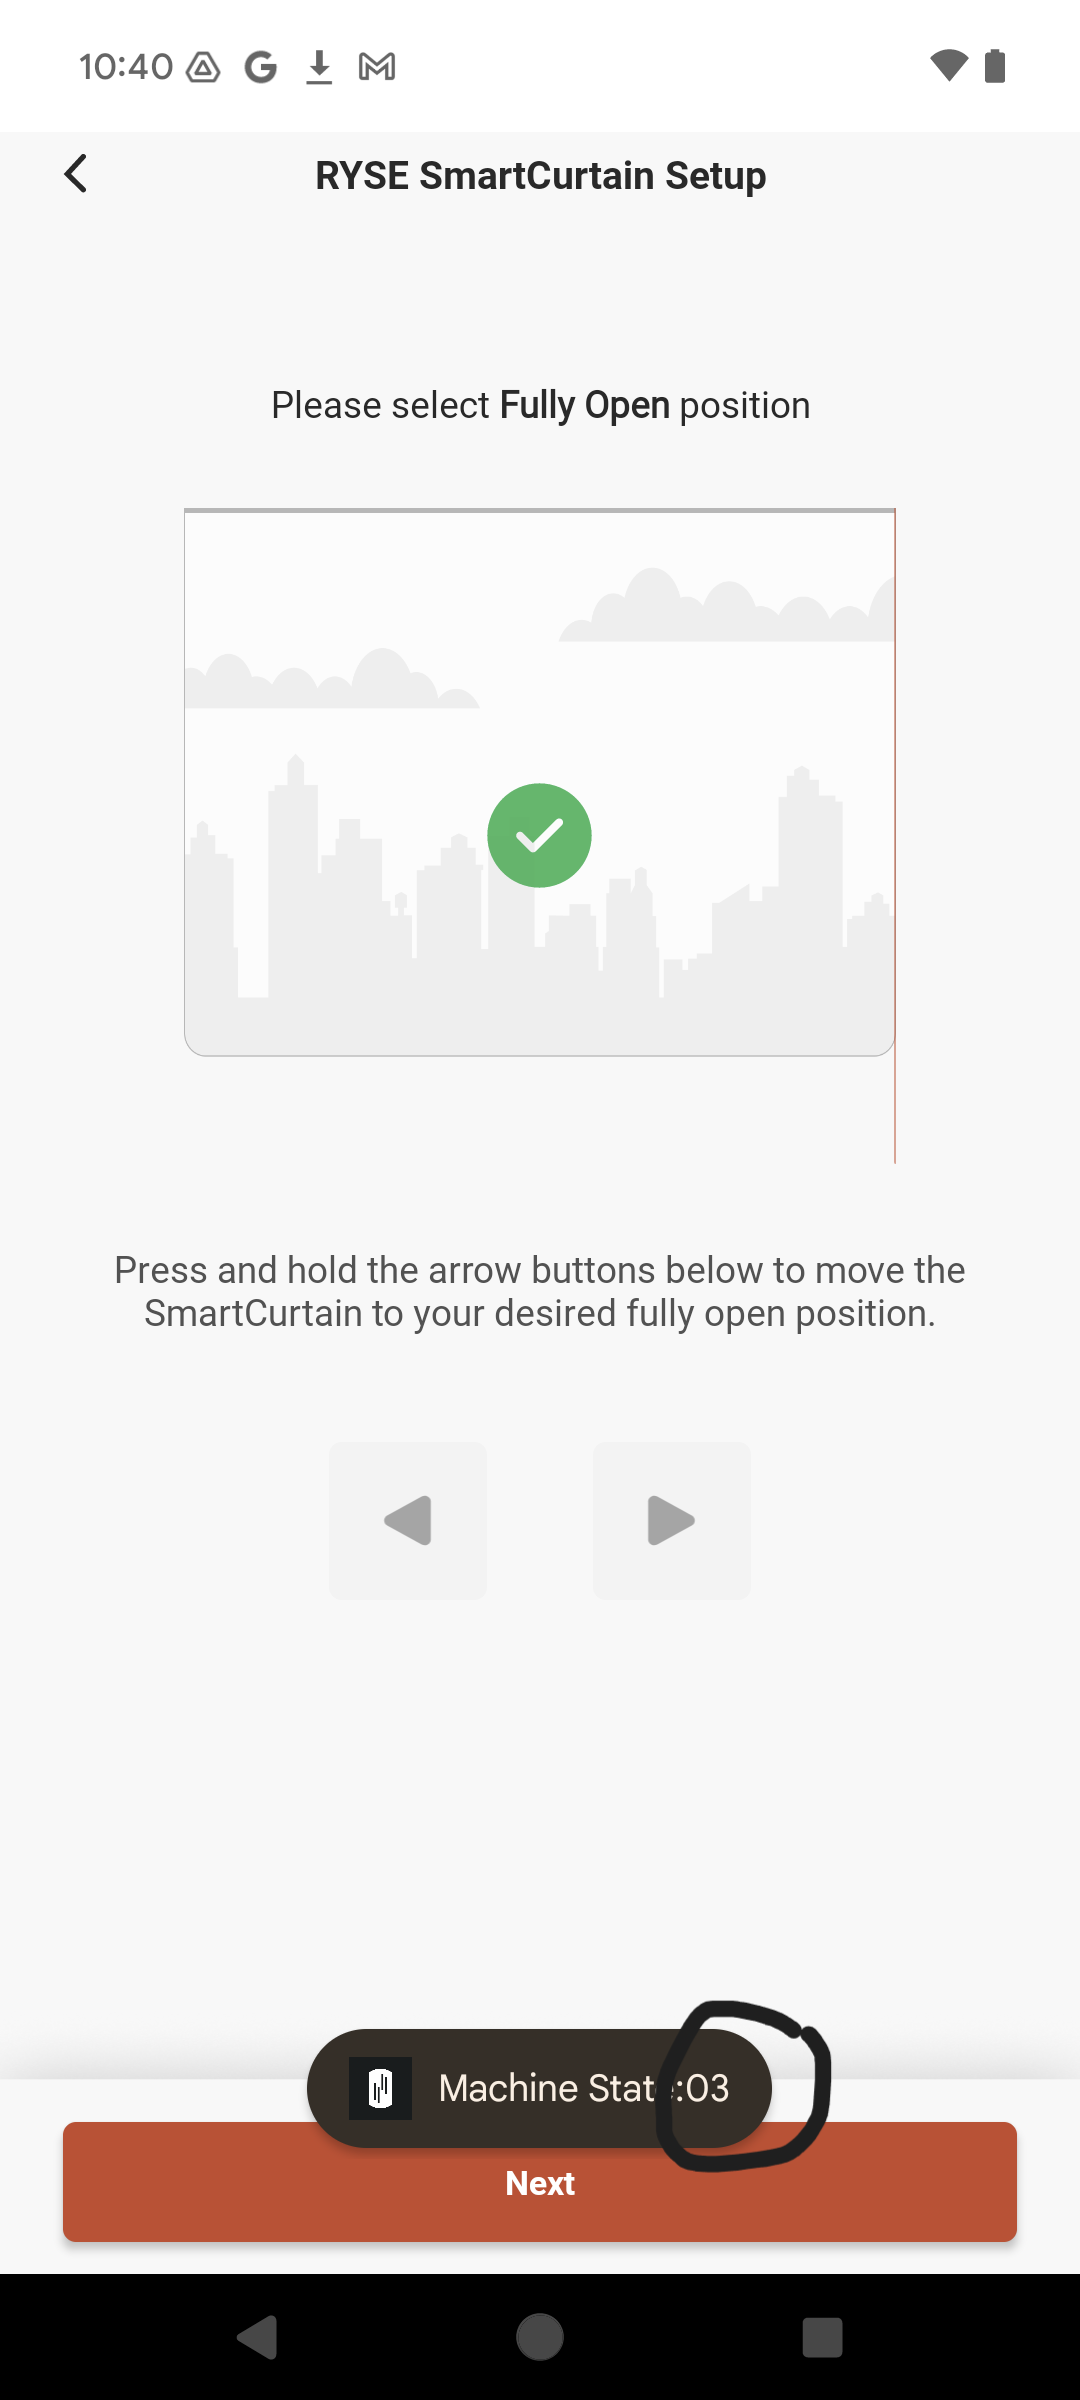 10:40
RYSE SmartCurtain Setup
Please select Fully Open position
Press and hold the arrow buttons below to move the
SmartCurtain to your desired fully open position.
Machine State:03
Next